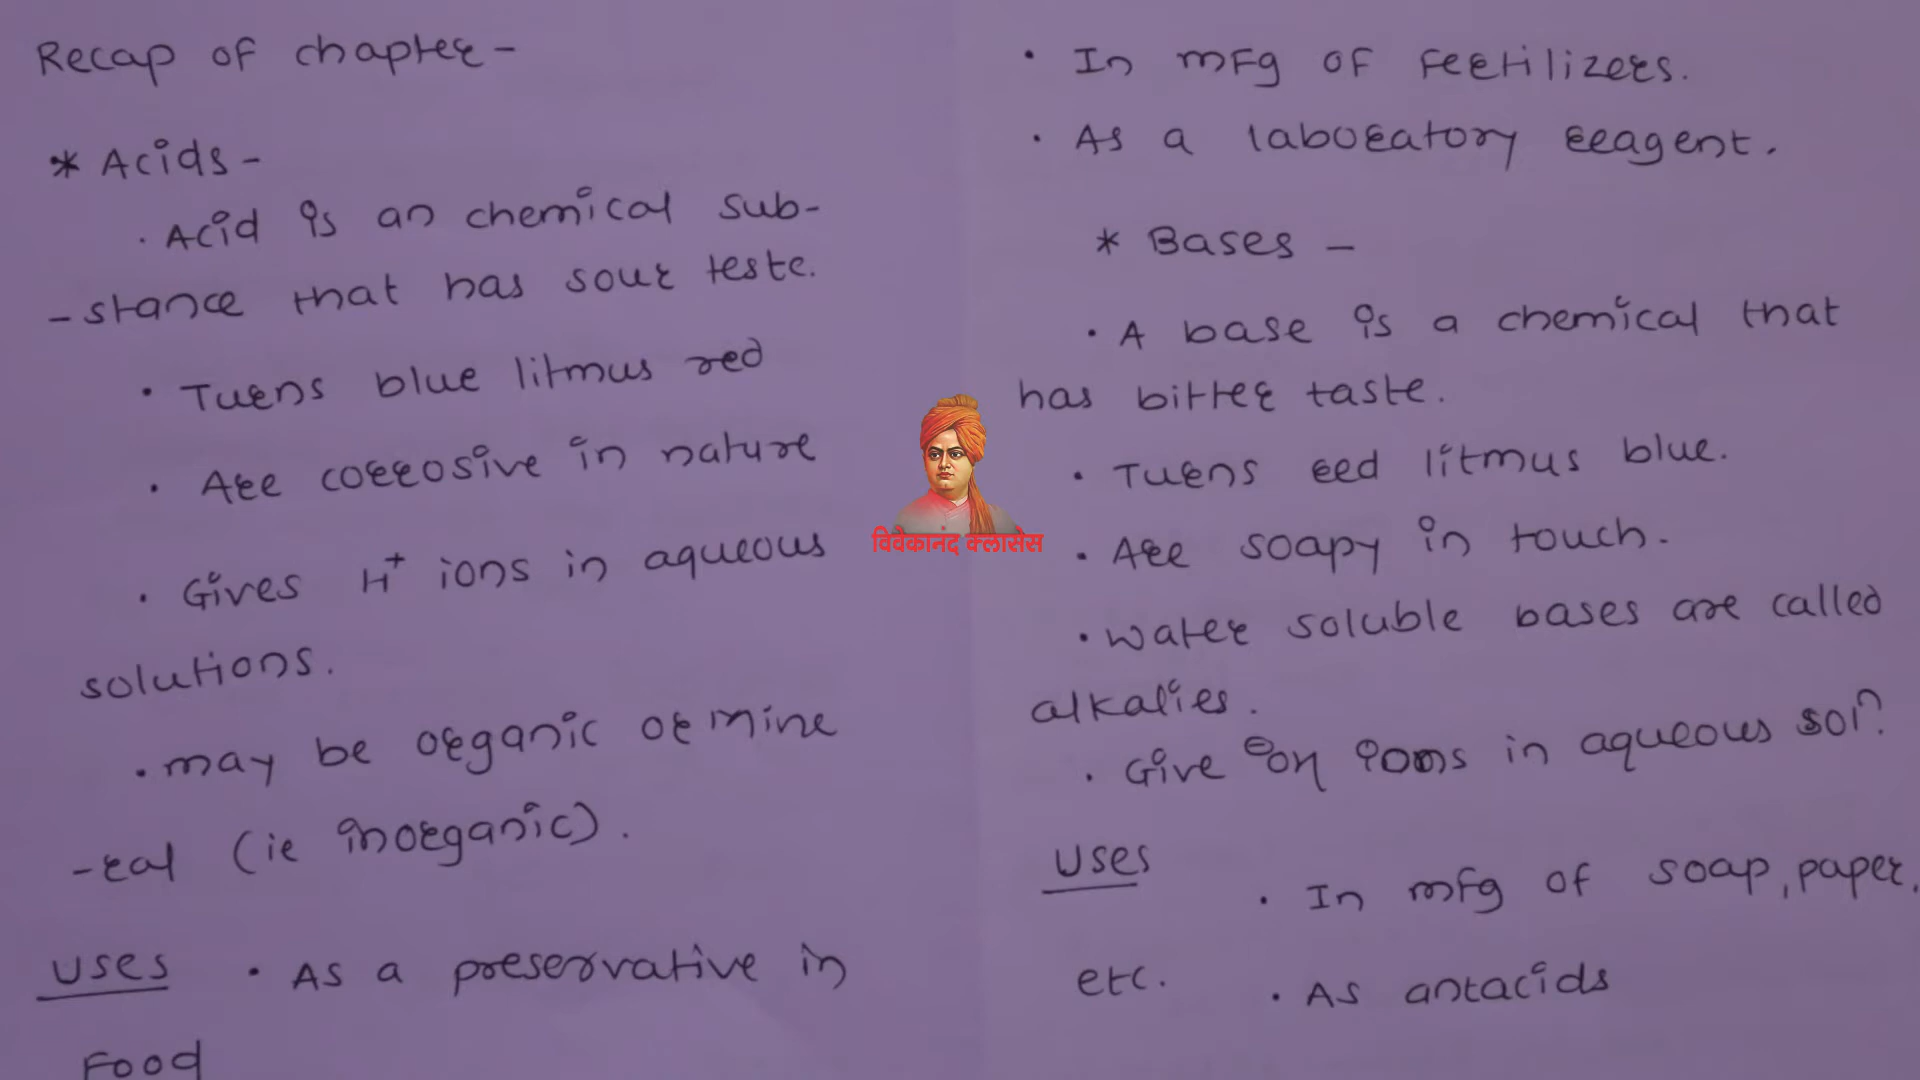 Recap of chapter -
* Acids -
· Acid is an chemical sub-
- stance that has sour teste.
· Turns blue litmus red
· Are corrosive in nature
· Gives H⁺ ions in aqueous
solutions.
· may be organic or mine
- ral (ie inorganic).
Uses · As a preservative in
Food
· In mfg of Fertilizers.
· As a laboratory reagent.
* Bases -
· A base is a chemical that
has bitter taste.
· Turns red litmus blue.
· Are soapy in touch.
· Water soluble bases are called
alkalies.
· Give ⊖OH ions in aqueous solⁿ.
Uses
· In mfg of soap, paper,
etc. · As antacids
विवेकानंद क्लासेस